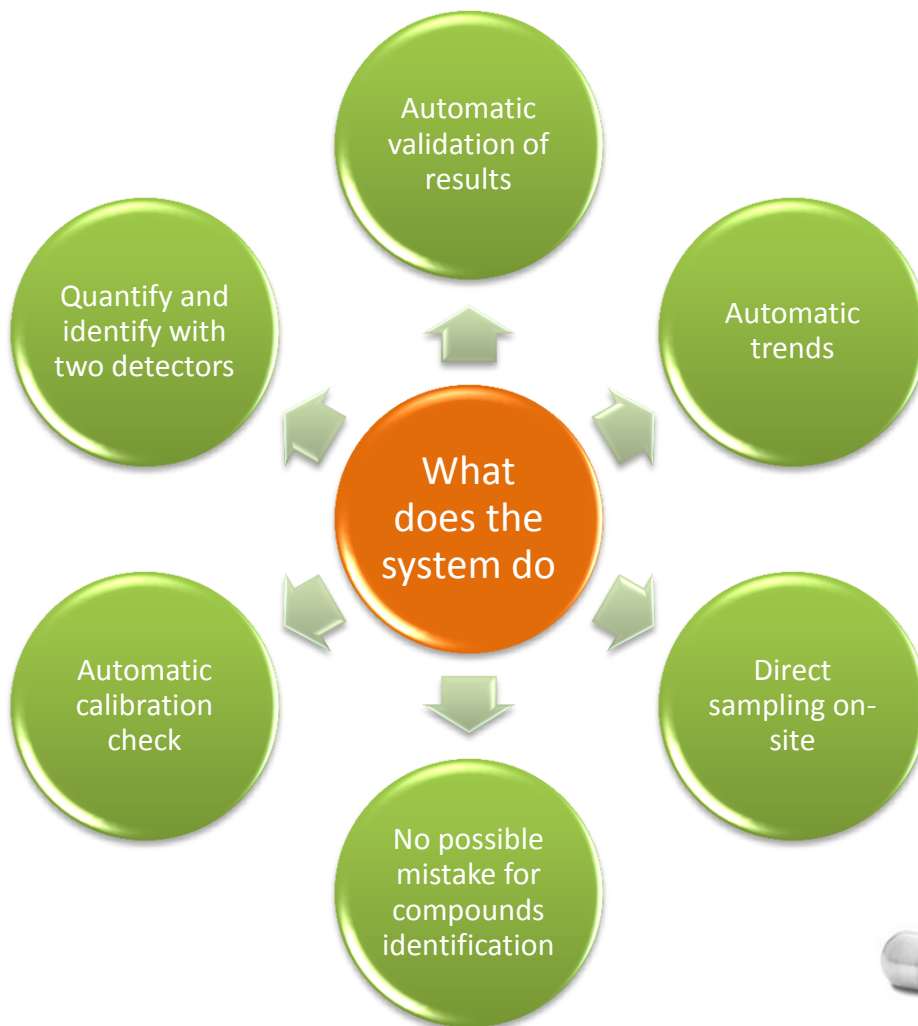 Automatic
validation of
results
Quantify and
identify with
two detectors
Automatic
trends
What
does the
system do
Automatic
calibration
check
Direct
sampling on-
site
No possible
mistake for
compounds
identification